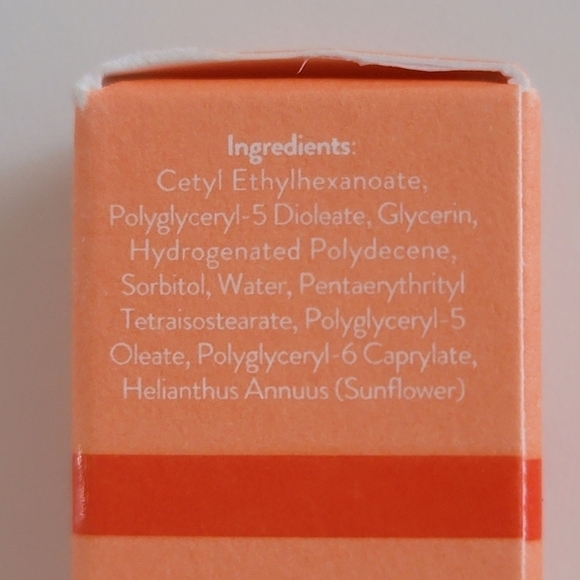 Ingredients:
Cetyl Ethylhexanoate,
Polyglyceryl-5 Dioleate, Glycerin,
Hydrogenated Polydecene,
Sorbitol, Water, Pentaerythrityl
Tetraisostearate, Polyglyceryl-5
Oleate, Polyglyceryl-6 Caprylate,
Helianthus Annuus (Sunflower)